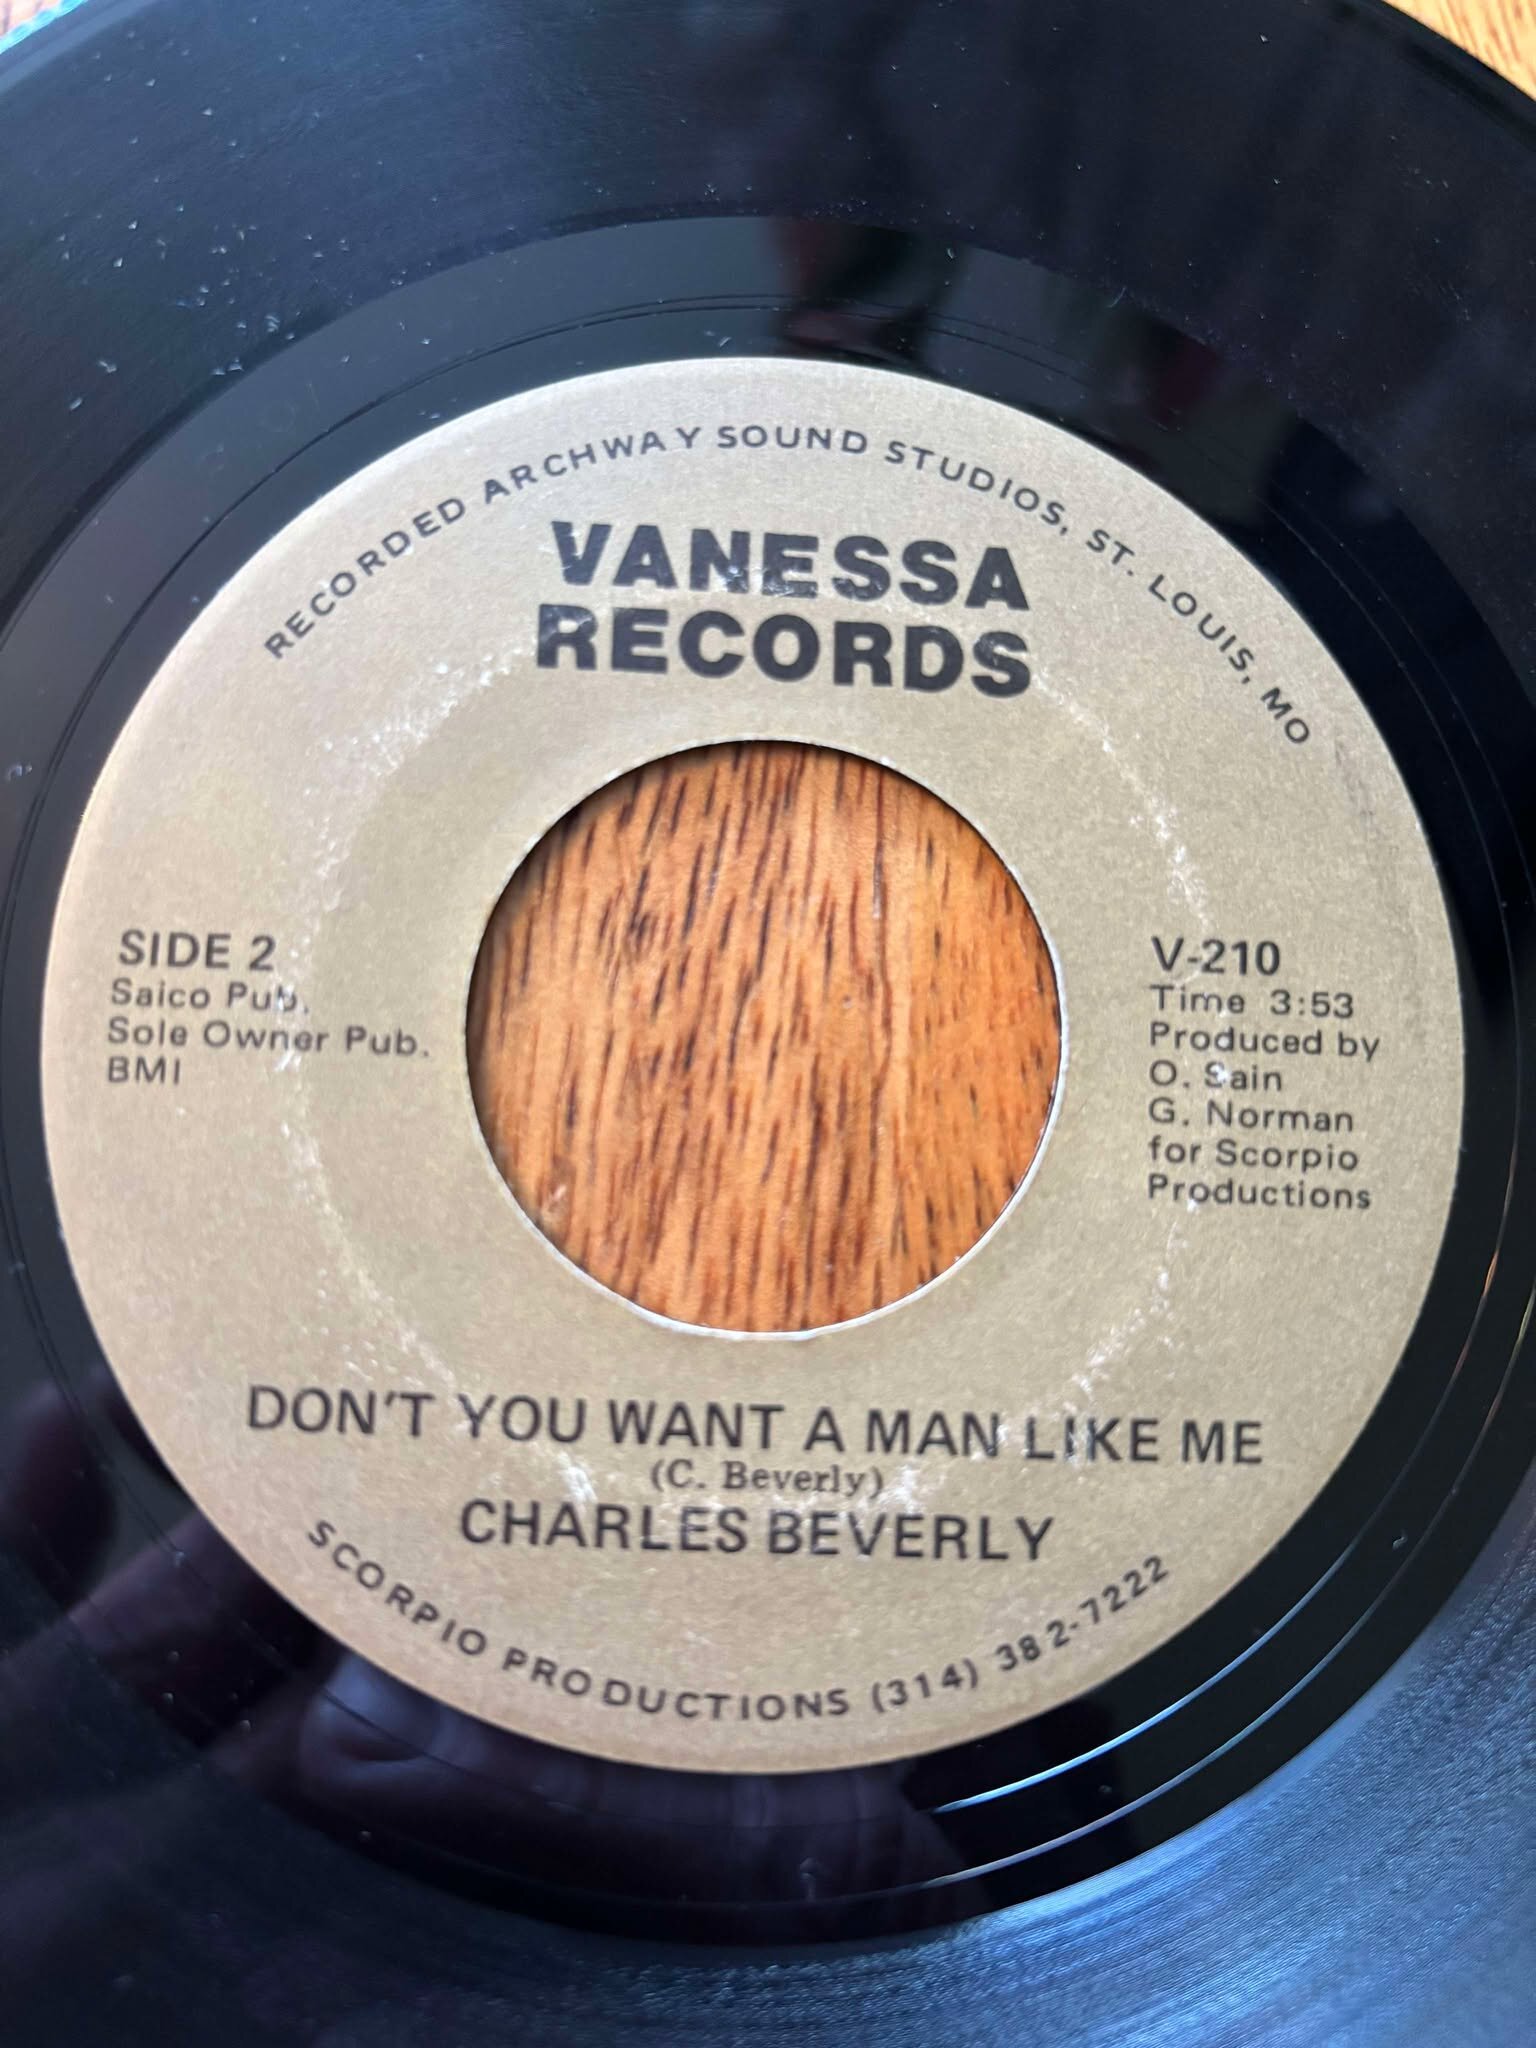 RECORDED ARCHWAY SOUND STUDIOS, ST. LOUIS, MO
VANESSA
RECORDS
SIDE 2
Saico Pub.
Sole Owner Pub.
BMI
V-210
Time 3:53
Produced by
O. Sain
G. Norman
for Scorpio
Productions
DON'T YOU WANT A MAN LIKE ME
(C. Beverly)
CHARLES BEVERLY
SCORPIO PRODUCTIONS (314) 382-7222